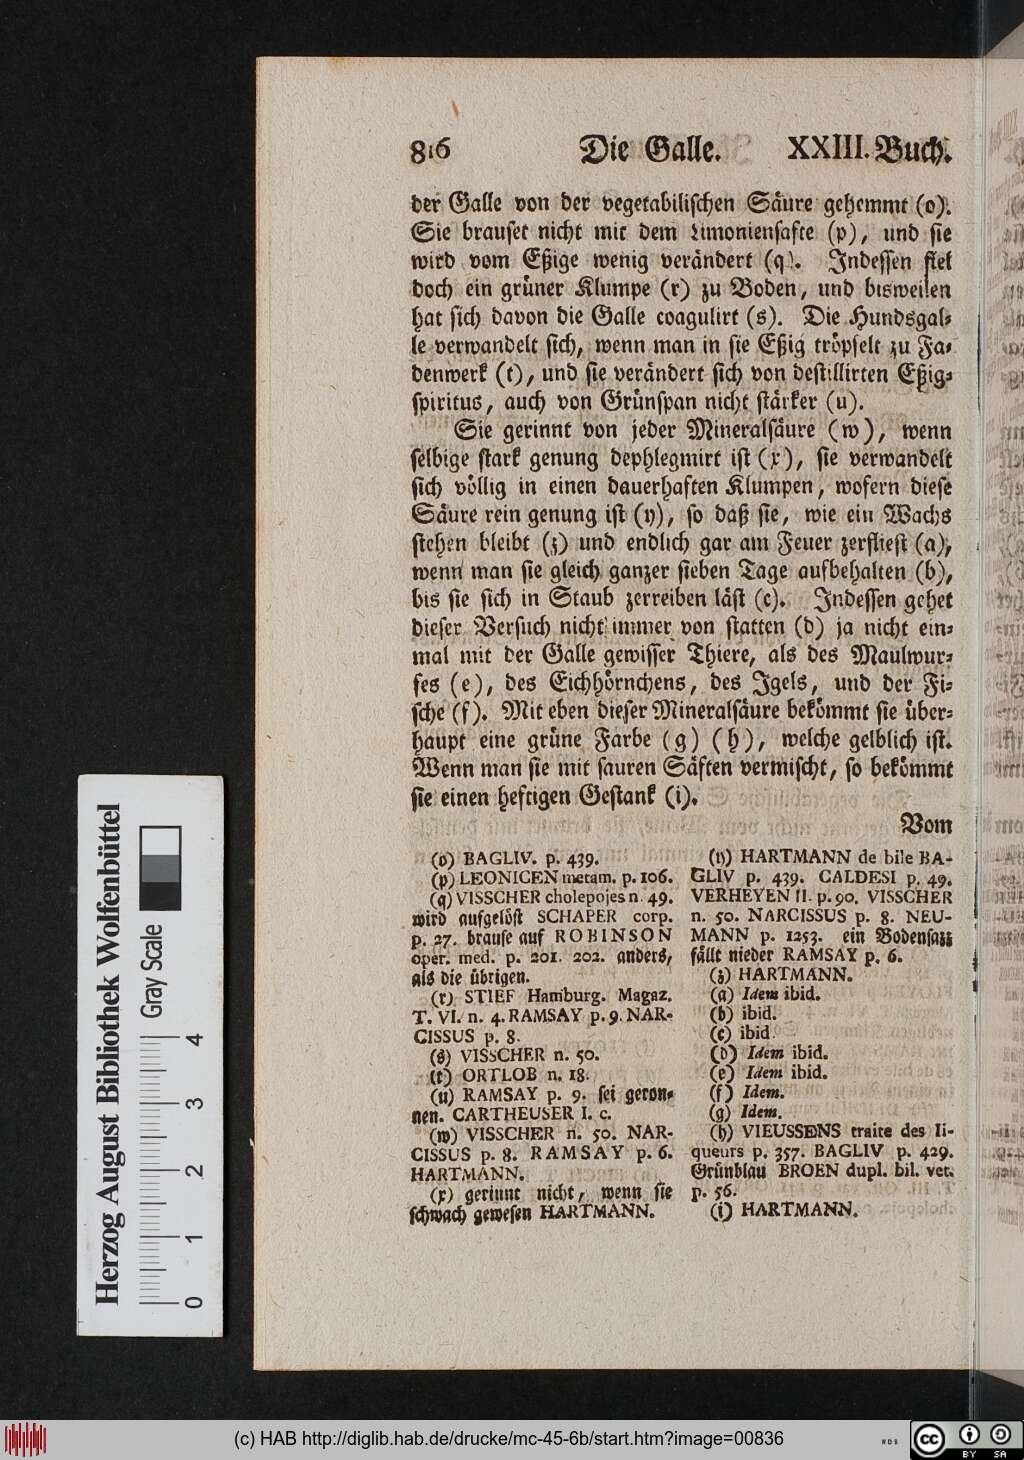 816 Die Galle. XXIII. Buch.
der Galle von der vegetabilischen Säure gehemmt (o).
Sie brauset nicht mit dem Limoniensafte (p), und sie
wird vom Eßige wenig verändert (q). Indessen fiel
doch ein grüner Klumpe (r) zu Boden, und bisweilen
hat sich davon die Galle coagulirt (s). Die Hundsgal-
le verwandelt sich, wenn man in sie Eßig tröpfelt zu Fa-
denwerk (t), und sie verändert sich von destillirten Eßig-
spiritus, auch von Grünspan nicht stärker (u).
Sie gerinnt von jeder Mineralsäure (w), wenn
selbige stark genung dephlegmirt ist (x), sie verwandelt
sich völlig in einen dauerhaften Klumpen, wofern diese
Säure rein genung ist (y), so daß sie, wie ein Wachs
stehen bleibt (z) und endlich gar am Feuer zerfliest (a),
wenn man sie gleich ganzer sieben Tage aufbehalten (b),
bis sie sich in Staub zerreiben läst (c). Indessen gehet
dieser Versuch nicht immer von statten (d) ja nicht ein-
mal mit der Galle gewisser Thiere, als des Maulwur-
fes (e), des Eichhörnchens, des Igels, und der Fi-
sche (f). Mit eben dieser Mineralsäure bekömmt sie über-
haupt eine grüne Farbe (g) (h), welche gelblich ist.
Wenn man sie mit sauren Säften vermischt, so bekömmt
sie einen heftigen Gestank (i).
Vom
(o) BAGLIV. p. 439.
(p) LEONICEN metam. p. 106.
(q) VISSCHER cholepojes n. 49.
wird aufgelöst SCHAPER corp.
p. 27. brause auf ROBINSON
oper. med. p. 201. 202. anders,
als die übrigen.
(r) STIEF Hamburg. Magaz.
T. VI. n. 4. RAMSAY p. 9. NAR-
CISSUS p. 8.
(s) VISSCHER n. 50.
(t) ORTLOB n. 18.
(u) RAMSAY p. 9. sei geron-
nen. CARTHEUSER I. c.
(w) VISSCHER n. 50. NAR-
CISSUS p. 8. RAMSAY p. 6.
HARTMANN.
(x) gerinnt nicht, wenn sie
schwach gewesen HARTMANN.
(y) HARTMANN de bile BA-
GLIV p. 439. CALDESI p. 49.
VERHEYEN II. p. 90. VISSCHER
n. 50. NARCISSUS p. 8. NEU-
MANN p. 1253. ein Bodensazz
fällt nieder RAMSAY p. 6.
(z) HARTMANN.
(a) Idem ibid.
(b) ibid.
(c) ibid
(d) Idem ibid.
(e) Idem ibid.
(f) Idem.
(g) Idem.
(h) VIEUSSENS traite des li-
queurs p. 357. BAGLIV p. 429.
Grünblau BROEN dupl. bil. vet.
p. 56.
(i) HARTMANN.
Herzog August Bibliothek Wolfenbüttel
Gray Scale
0 1 2 3 4
(c) HAB http://diglib.hab.de/drucke/mc-45-6b/start.htm?image=00836
cc BY SA